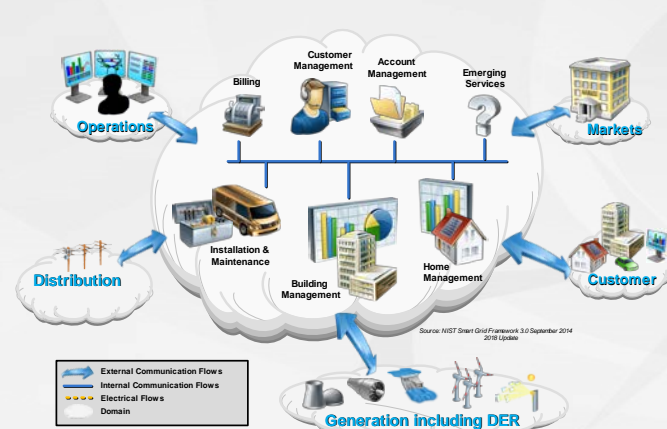 Customer
Management
Account
Management
Billing
Emerging
Services
Operations
Markets
Installation &
Maintenance
Building
Management
Home
Management
Distribution
Customer
Source: NIST Smart Grid Framework 3.0 September 2014
2018 Update
External Communication Flows
Internal Communication Flows
Electrical Flows
Domain
Generation including DER